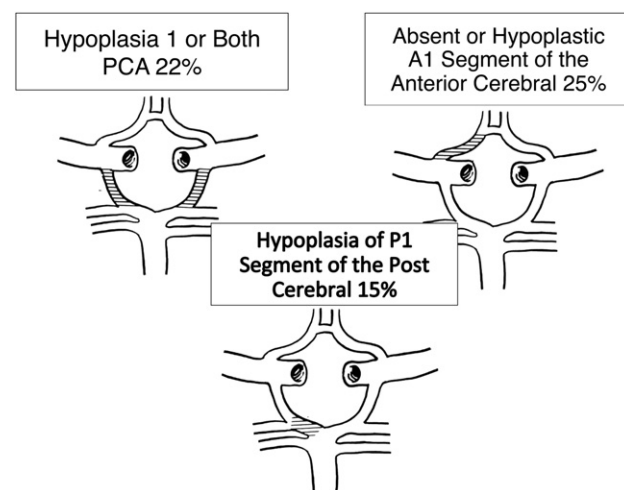 Hypoplasia 1 or Both
PCA 22%
Absent or Hypoplastic
A1 Segment of the
Anterior Cerebral 25%
Hypoplasia of P1
Segment of the Post
Cerebral 15%